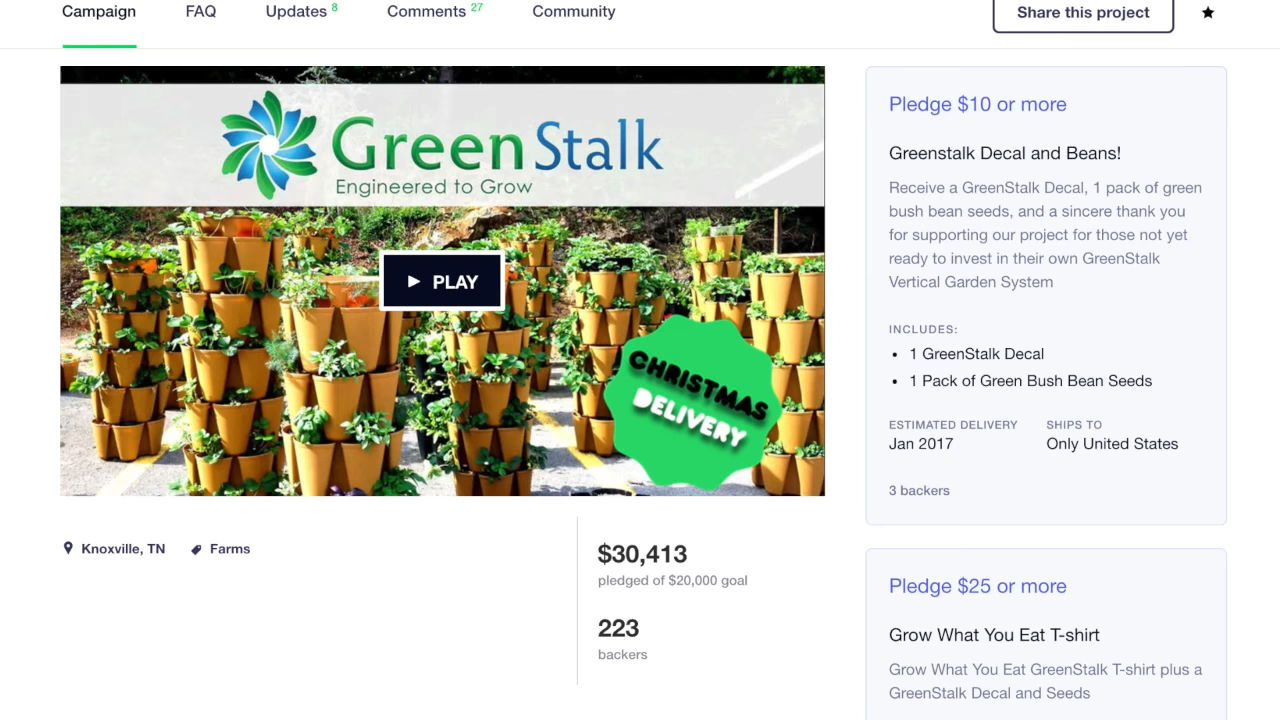 Campaign
FAQ
Updates 8
Comments 27
Community
Share this project
GreenStalk
Engineered to Grow
PLAY
CHRISTMAS
DELIVERY
Knoxville, TN
Farms
$30,413
pledged of $20,000 goal
223
backers
Pledge $10 or more
Greenstalk Decal and Beans!
Receive a GreenStalk Decal, 1 pack of green
bush bean seeds, and a sincere thank you
for supporting our project for those not yet
ready to invest in their own GreenStalk
Vertical Garden System
INCLUDES:
• 1 GreenStalk Decal
• 1 Pack of Green Bush Bean Seeds
ESTIMATED DELIVERY
Jan 2017
SHIPS TO
Only United States
3 backers
Pledge $25 or more
Grow What You Eat T-shirt
Grow What You Eat GreenStalk T-shirt plus a
GreenStalk Decal and Seeds